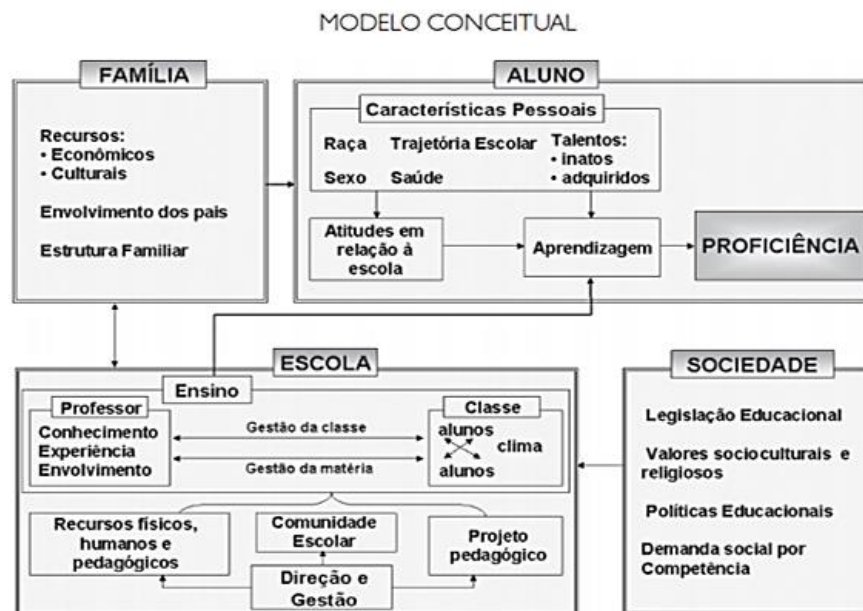 MODELO CONCEITUAL
FAMÍLIA
Recursos:
• Econômicos
• Culturais
Envolvimento dos pais
Estrutura Familiar
ALUNO
Características Pessoais
Raça Trajetória Escolar Talentos:
• inatos
Sexo Saúde • adquiridos
Atitudes em
relação à
escola
Aprendizagem
PROFICIÊNCIA
ESCOLA
Ensino
Professor
Conhecimento
Experiência
Envolvimento
Gestão da classe
Gestão da matéria
Classe
alunos
clima
alunos
Recursos físicos,
humanos e
pedagógicos
Comunidade
Escolar
Projeto
pedagógico
Direção e
Gestão
SOCIEDADE
Legislação Educacional
Valores socioculturais e
religiosos
Políticas Educacionais
Demanda social por
Competência